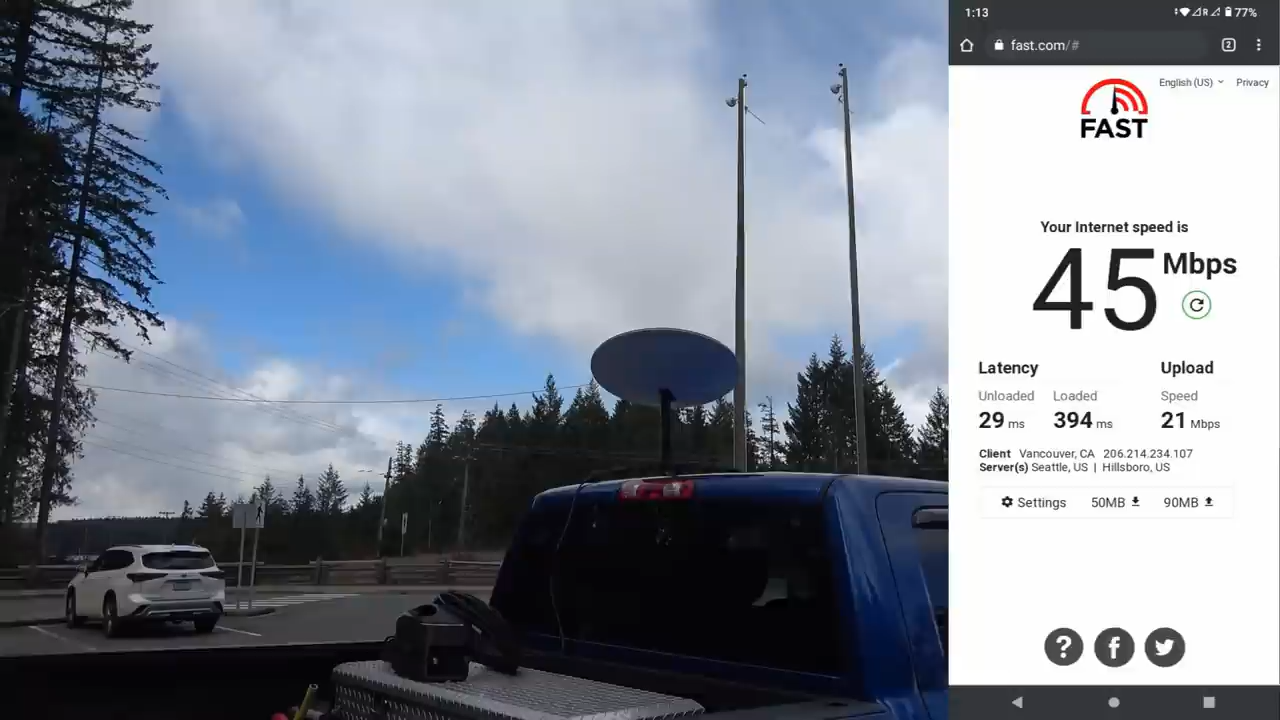 1:13
R
77%
fast.com/#
2
English (US)
Privacy
FAST
Your Internet speed is
45 Mbps
Latency
Upload
Unloaded
Loaded
Speed
29 ms
394 ms
21 Mbps
Client Vancouver, CA 206.214.234.107
Server(s) Seattle, US | Hillsboro, US
Settings
50MB
90MB
?
f